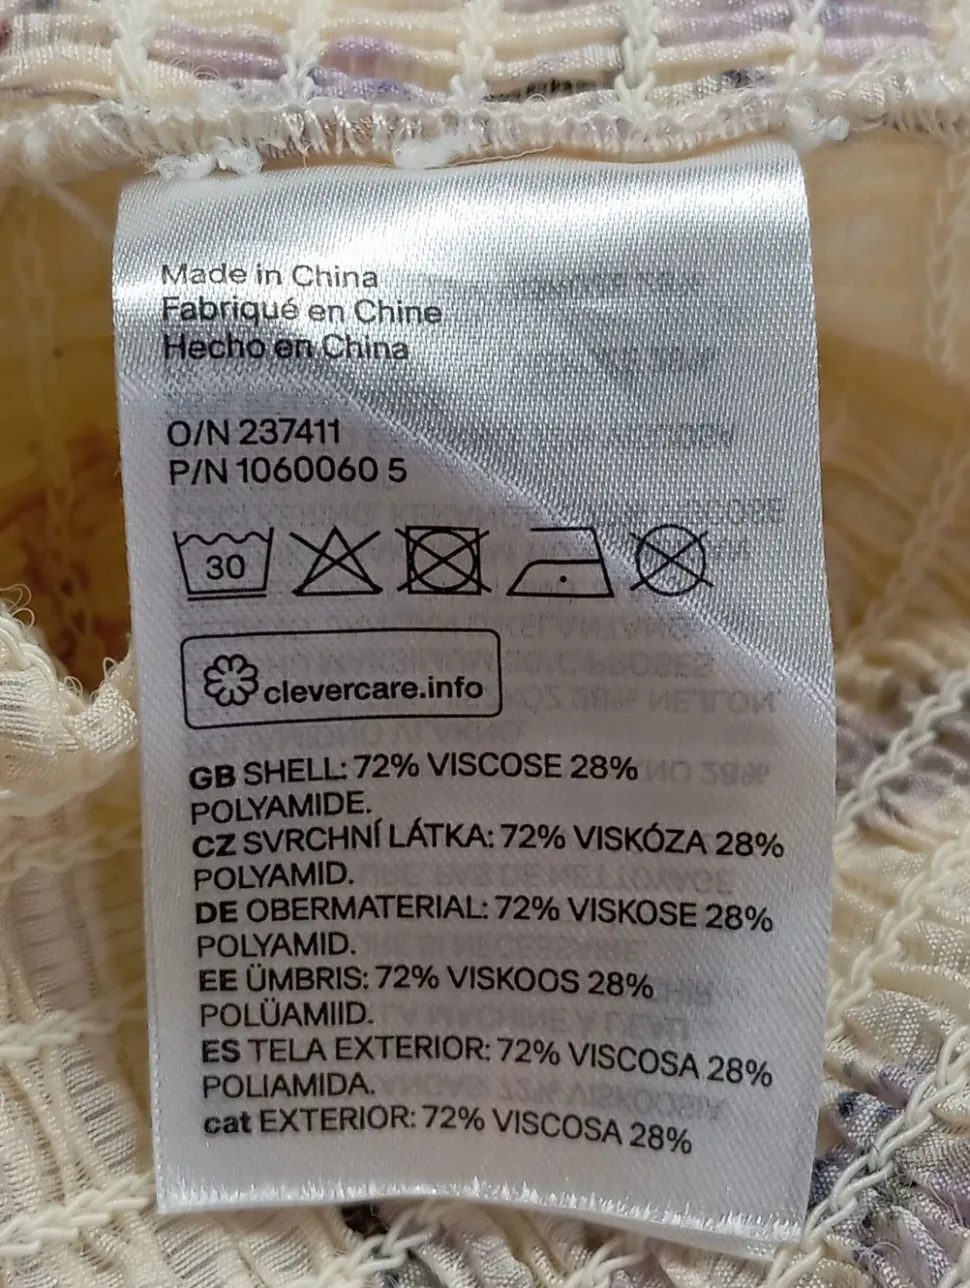 Made in China
Fabriqué en Chine
Hecho en China
O/N 237411
P/N 1060060 5
30
clevercare.info
GB SHELL: 72% VISCOSE 28%
POLYAMIDE.
CZ SVRCHNÍ LÁTKA: 72% VISKÓZA 28%
POLYAMID.
DE OBERMATERIAL: 72% VISKOSE 28%
POLYAMID.
EE ÜMBRIS: 72% VISKOOS 28%
POLÜAMIID.
ES TELA EXTERIOR: 72% VISCOSA 28%
POLIAMIDA.
cat EXTERIOR: 72% VISCOSA 28%